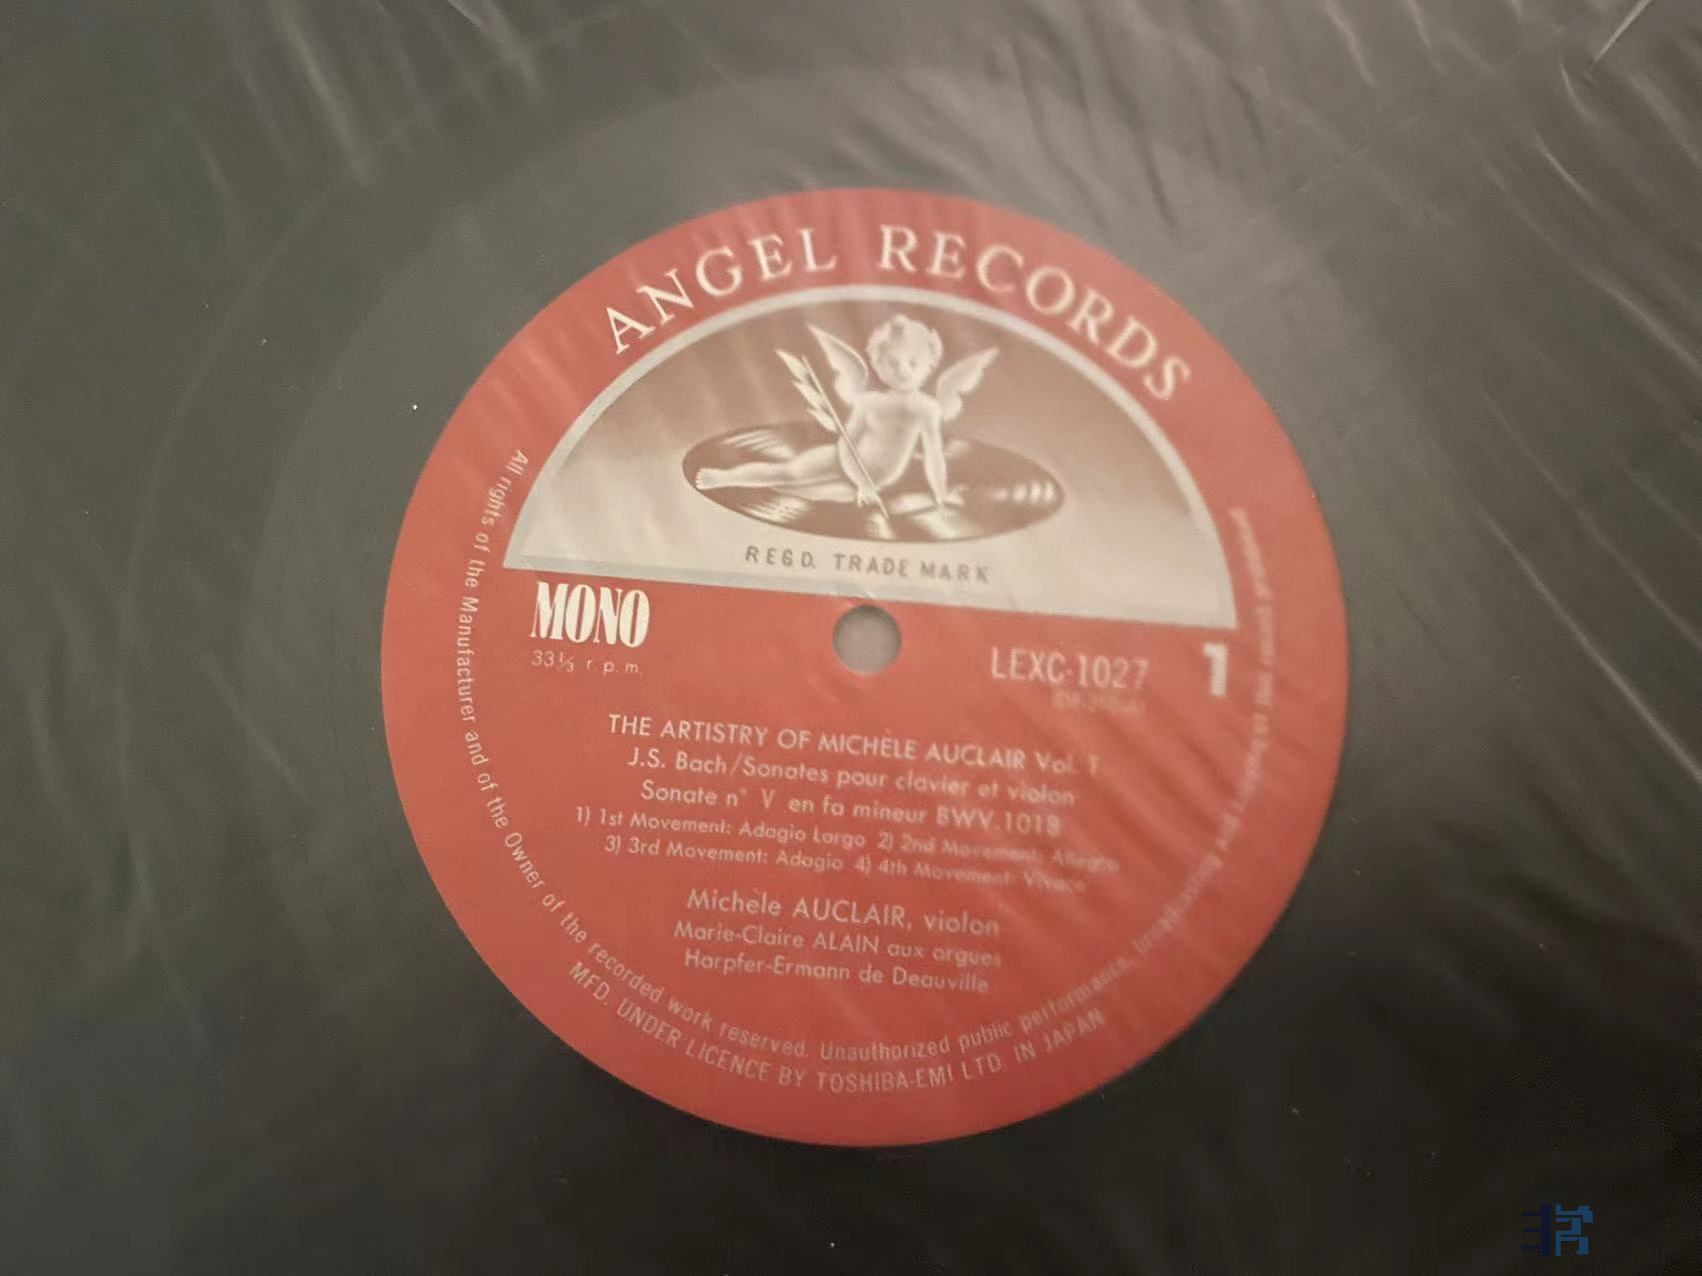 ANGEL RECORDS
REGD. TRADE MARK
MONO
33⅓ r.p.m.
LEXC-1027
1
THE ARTISTRY OF MICHÈLE AUCLAIR Vol. 1
J.S. Bach/Sonates pour clavier et violon
Sonate n° V en fa mineur BWV.1018
1) 1st Movement: Adagio Largo 2) 2nd Movement: Allegro
3) 3rd Movement: Adagio 4) 4th Movement: Vivace
Michèle AUCLAIR, violon
Marie-Claire ALAIN aux orgues
Harpfer-Ermann de Deauville
All rights of the Manufacturer and of the Owner of the recorded work reserved. Unauthorized public performance, broadcasting and copying of this record prohibited
MFD. UNDER LICENCE BY TOSHIBA-EMI LTD. IN JAPAN